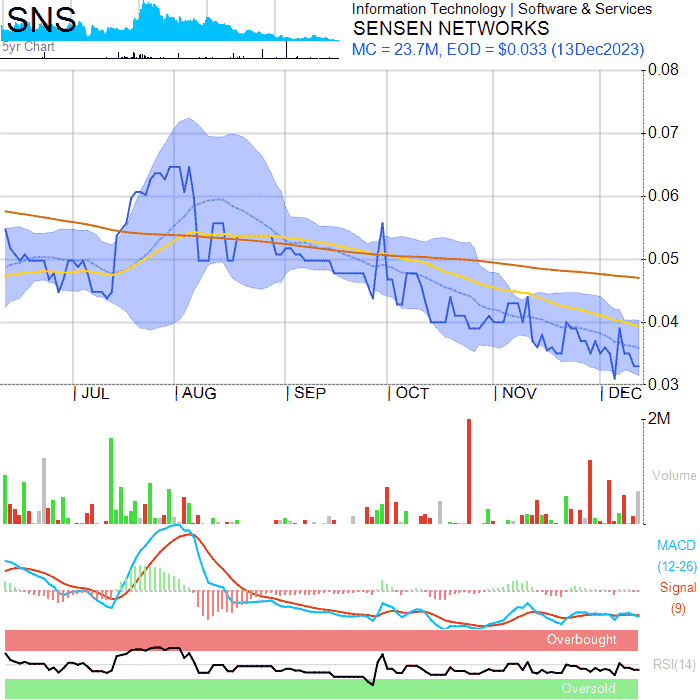 SNS
5yr Chart
Information Technology | Software & Services
SENSEN NETWORKS
MC = 23.7M, EOD = $0.033 (13Dec2023)
0.08
0.07
0.06
0.05
0.04
0.03
| JUL | AUG | SEP | OCT | NOV | DEC
2M
Volume
MACD
(12-26)
Signal
(9)
Overbought
RSI(14)
Oversold